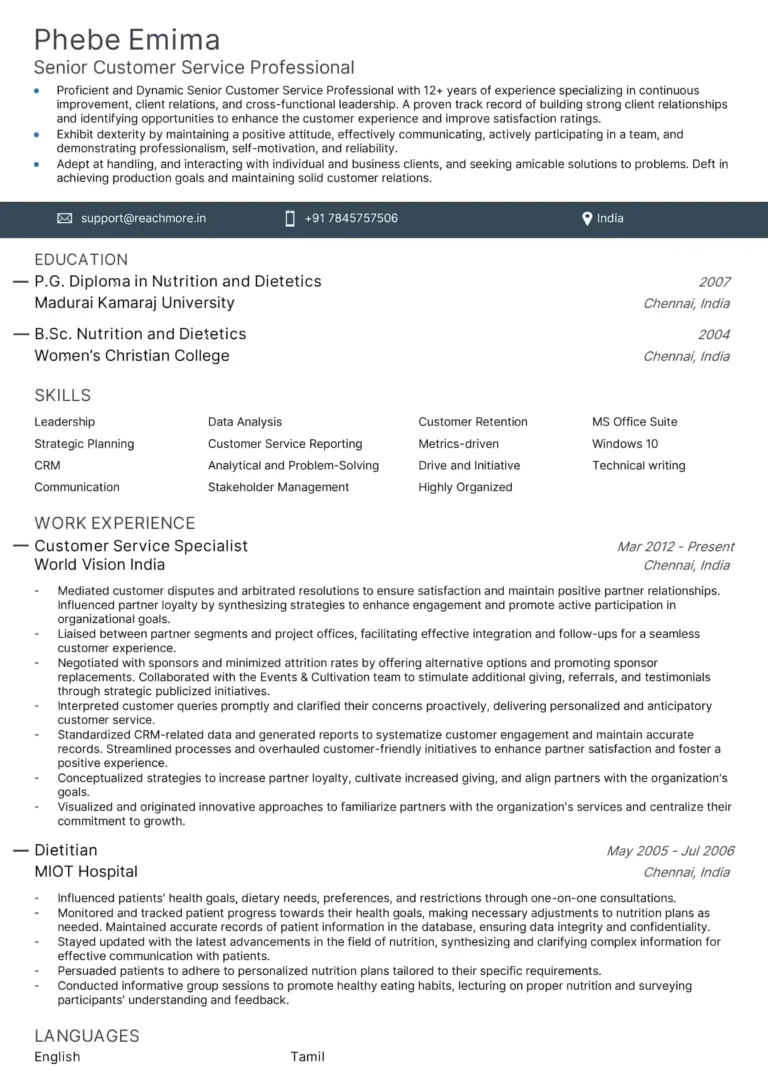 Phebe Emima
Senior Customer Service Professional
• Proficient and Dynamic Senior Customer Service Professional with 12+ years of experience specializing in continuous
improvement, client relations, and cross-functional leadership. A proven track record of building strong client relationships
and identifying opportunities to enhance the customer experience and improve satisfaction ratings.
• Exhibit dexterity by maintaining a positive attitude, effectively communicating, actively participating in a team, and
demonstrating professionalism, self-motivation, and reliability.
• Adept at handling, and interacting with individual and business clients, and seeking amicable solutions to problems. Deft in
achieving production goals and maintaining solid customer relations.
support@reachmore.in +91 7845757506 India
EDUCATION
P.G. Diploma in Nutrition and Dietetics 2007
Madurai Kamaraj University Chennai, India
B.Sc. Nutrition and Dietetics 2004
Women's Christian College Chennai, India
SKILLS
Leadership Data Analysis Customer Retention MS Office Suite
Strategic Planning Customer Service Reporting Metrics-driven Windows 10
CRM Analytical and Problem-Solving Drive and Initiative Technical writing
Communication Stakeholder Management Highly Organized
WORK EXPERIENCE
Customer Service Specialist Mar 2012 - Present
World Vision India Chennai, India
- Mediated customer disputes and arbitrated resolutions to ensure satisfaction and maintain positive partner relationships.
Influenced partner loyalty by synthesizing strategies to enhance engagement and promote active participation in
organizational goals.
- Liaised between partner segments and project offices, facilitating effective integration and follow-ups for a seamless
customer experience.
- Negotiated with sponsors and minimized attrition rates by offering alternative options and promoting sponsor
replacements. Collaborated with the Events & Cultivation team to stimulate additional giving, referrals, and testimonials
through strategic publicized initiatives.
- Interpreted customer queries promptly and clarified their concerns proactively, delivering personalized and anticipatory
customer service.
- Standardized CRM-related data and generated reports to systematize customer engagement and maintain accurate
records. Streamlined processes and overhauled customer-friendly initiatives to enhance partner satisfaction and foster a
positive experience.
- Conceptualized strategies to increase partner loyalty, cultivate increased giving, and align partners with the organization's
goals.
- Visualized and originated innovative approaches to familiarize partners with the organization's services and centralize their
commitment to growth.
Dietitian May 2005 - Jul 2006
MIOT Hospital Chennai, India
- Influenced patients' health goals, dietary needs, preferences, and restrictions through one-on-one consultations.
- Monitored and tracked patient progress towards their health goals, making necessary adjustments to nutrition plans as
needed. Maintained accurate records of patient information in the database, ensuring data integrity and confidentiality.
- Stayed updated with the latest advancements in the field of nutrition, synthesizing and clarifying complex information for
effective communication with patients.
- Persuaded patients to adhere to personalized nutrition plans tailored to their specific requirements.
- Conducted informative group sessions to promote healthy eating habits, lecturing on proper nutrition and surveying
participants' understanding and feedback.
LANGUAGES
English Tamil